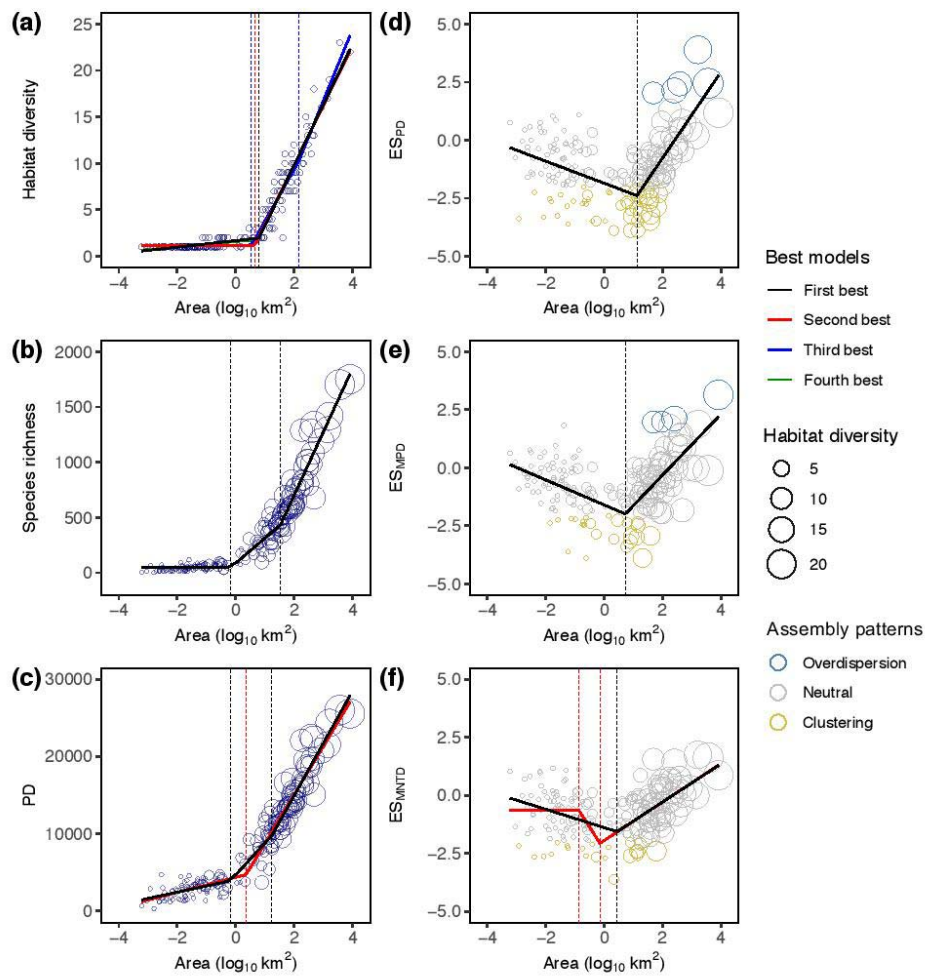 (a)
25
20
15
10
5
0
Habitat diversity
−4 −2 0 2 4
Area (log10 km2)
(b)
2000
1500
1000
500
0
Species richness
−4 −2 0 2 4
Area (log10 km2)
(c)
30000
20000
10000
0
PD
−4 −2 0 2 4
Area (log10 km2)
(d)
5.0
2.5
0.0
−2.5
−5.0
ESPD
−4 −2 0 2 4
Area (log10 km2)
(e)
5.0
2.5
0.0
−2.5
−5.0
ESMPD
−4 −2 0 2 4
Area (log10 km2)
(f)
5.0
2.5
0.0
−2.5
−5.0
ESMNTD
−4 −2 0 2 4
Area (log10 km2)
Best models
First best
Second best
Third best
Fourth best
Habitat diversity
5
10
15
20
Assembly patterns
Overdispersion
Neutral
Clustering